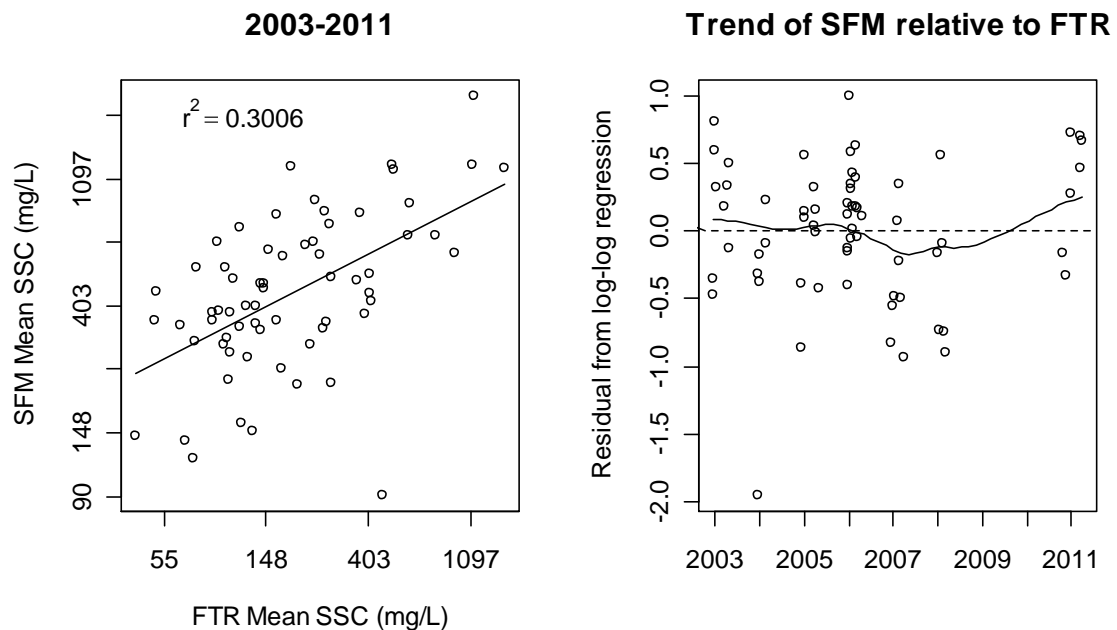 2003-2011
r² = 0.3006
SFM Mean SSC (mg/L)
1097
403
148
90
55 148 403 1097
FTR Mean SSC (mg/L)
Trend of SFM relative to FTR
Residual from log-log regression
1.0
0.5
0.0
-0.5
-1.0
-1.5
-2.0
2003 2005 2007 2009 2011